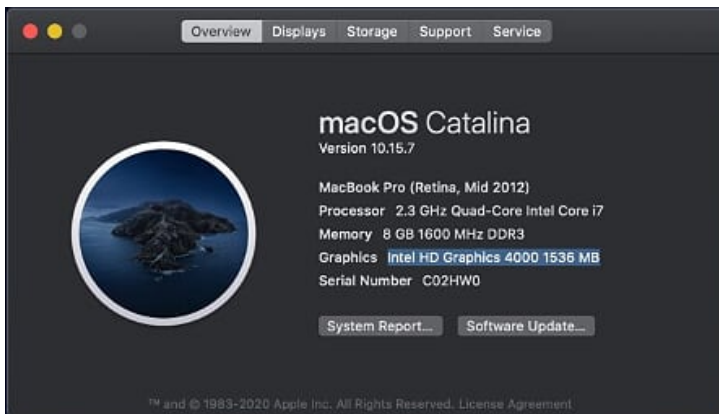 Overview Displays Storage Support Service
macOS Catalina
Version 10.15.7
MacBook Pro (Retina, Mid 2012)
Processor 2.3 GHz Quad-Core Intel Core i7
Memory 8 GB 1600 MHz DDR3
Graphics Intel HD Graphics 4000 1536 MB
Serial Number C02HW0
System Report... Software Update...
™ and © 1983-2020 Apple Inc. All Rights Reserved. License Agreement